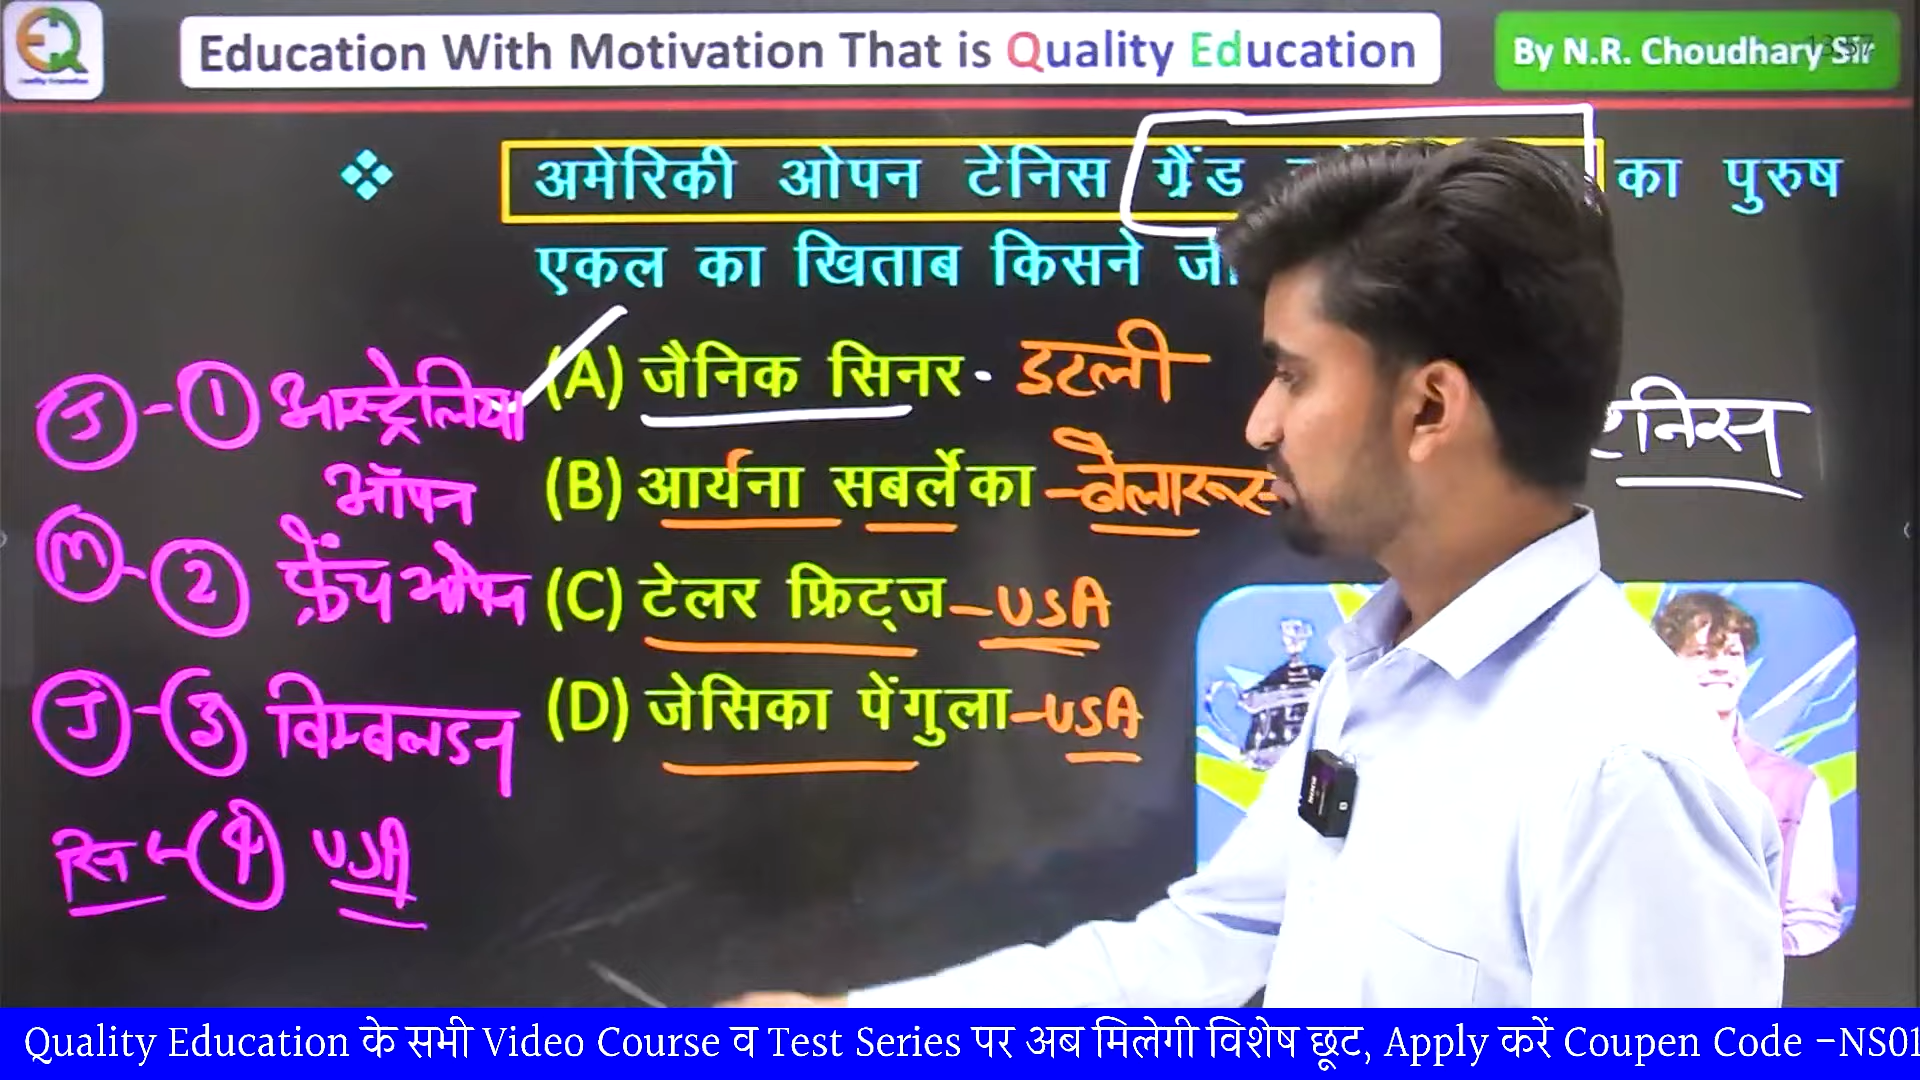 Education With Motivation That is Quality Education
By N.R. Choudhary Sir
अमेरिकी ओपन टेनिस ग्रैंड का पुरुष
एकल का खिताब किसने
(A) जैनिक सिनर - इटली
(B) आर्यना सबर्लेका - बैलारूस
(C) टेलर फ्रिट्ज - USA
(D) जेसिका पेंगुला - USA
J - 1 आस्ट्रेलिया
ऑपन
M - 2 फ्रेंच ओपन
J - 3 विम्बलडन
सि - 4 USA
Quality Education के सभी Video Course व Test Series पर अब मिलेगी विशेष छूट, Apply करें Coupen Code -NS01